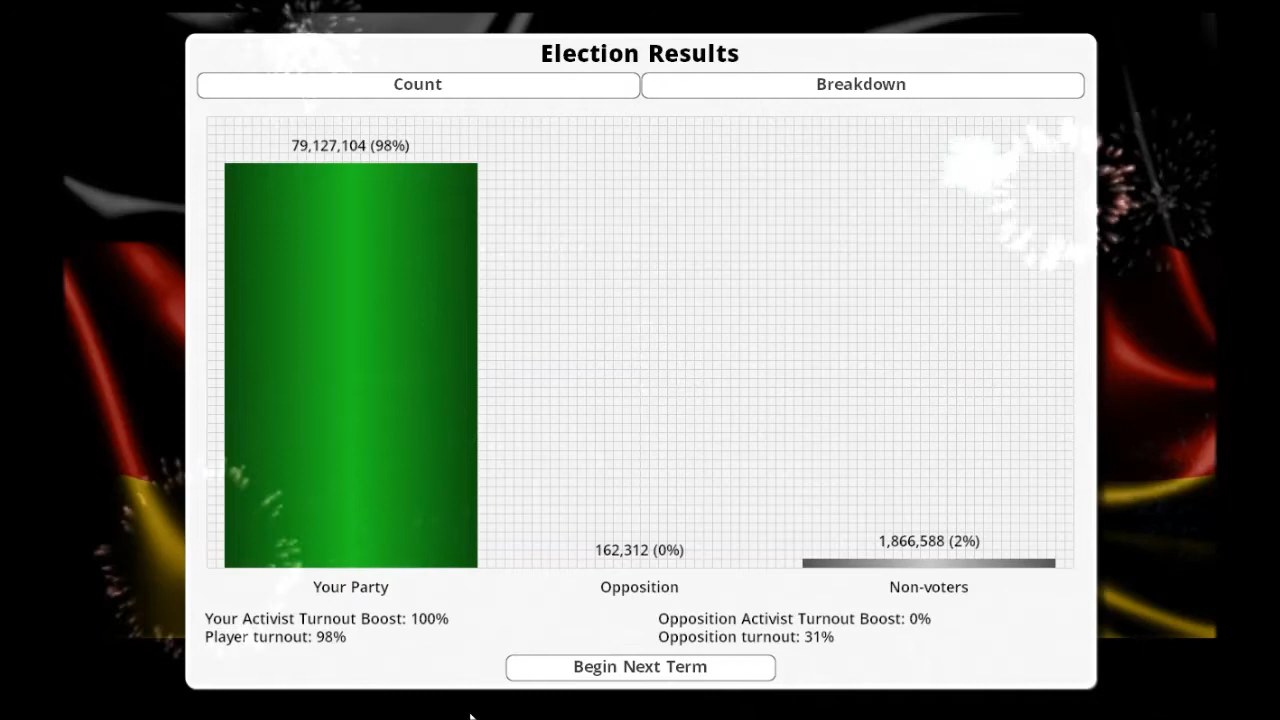 Election Results
Count
Breakdown
79,127,104 (98%)
162,312 (0%)
1,866,588 (2%)
Your Party
Opposition
Non-voters
Your Activist Turnout Boost: 100%
Opposition Activist Turnout Boost: 0%
Player turnout: 98%
Opposition turnout: 31%
Begin Next Term